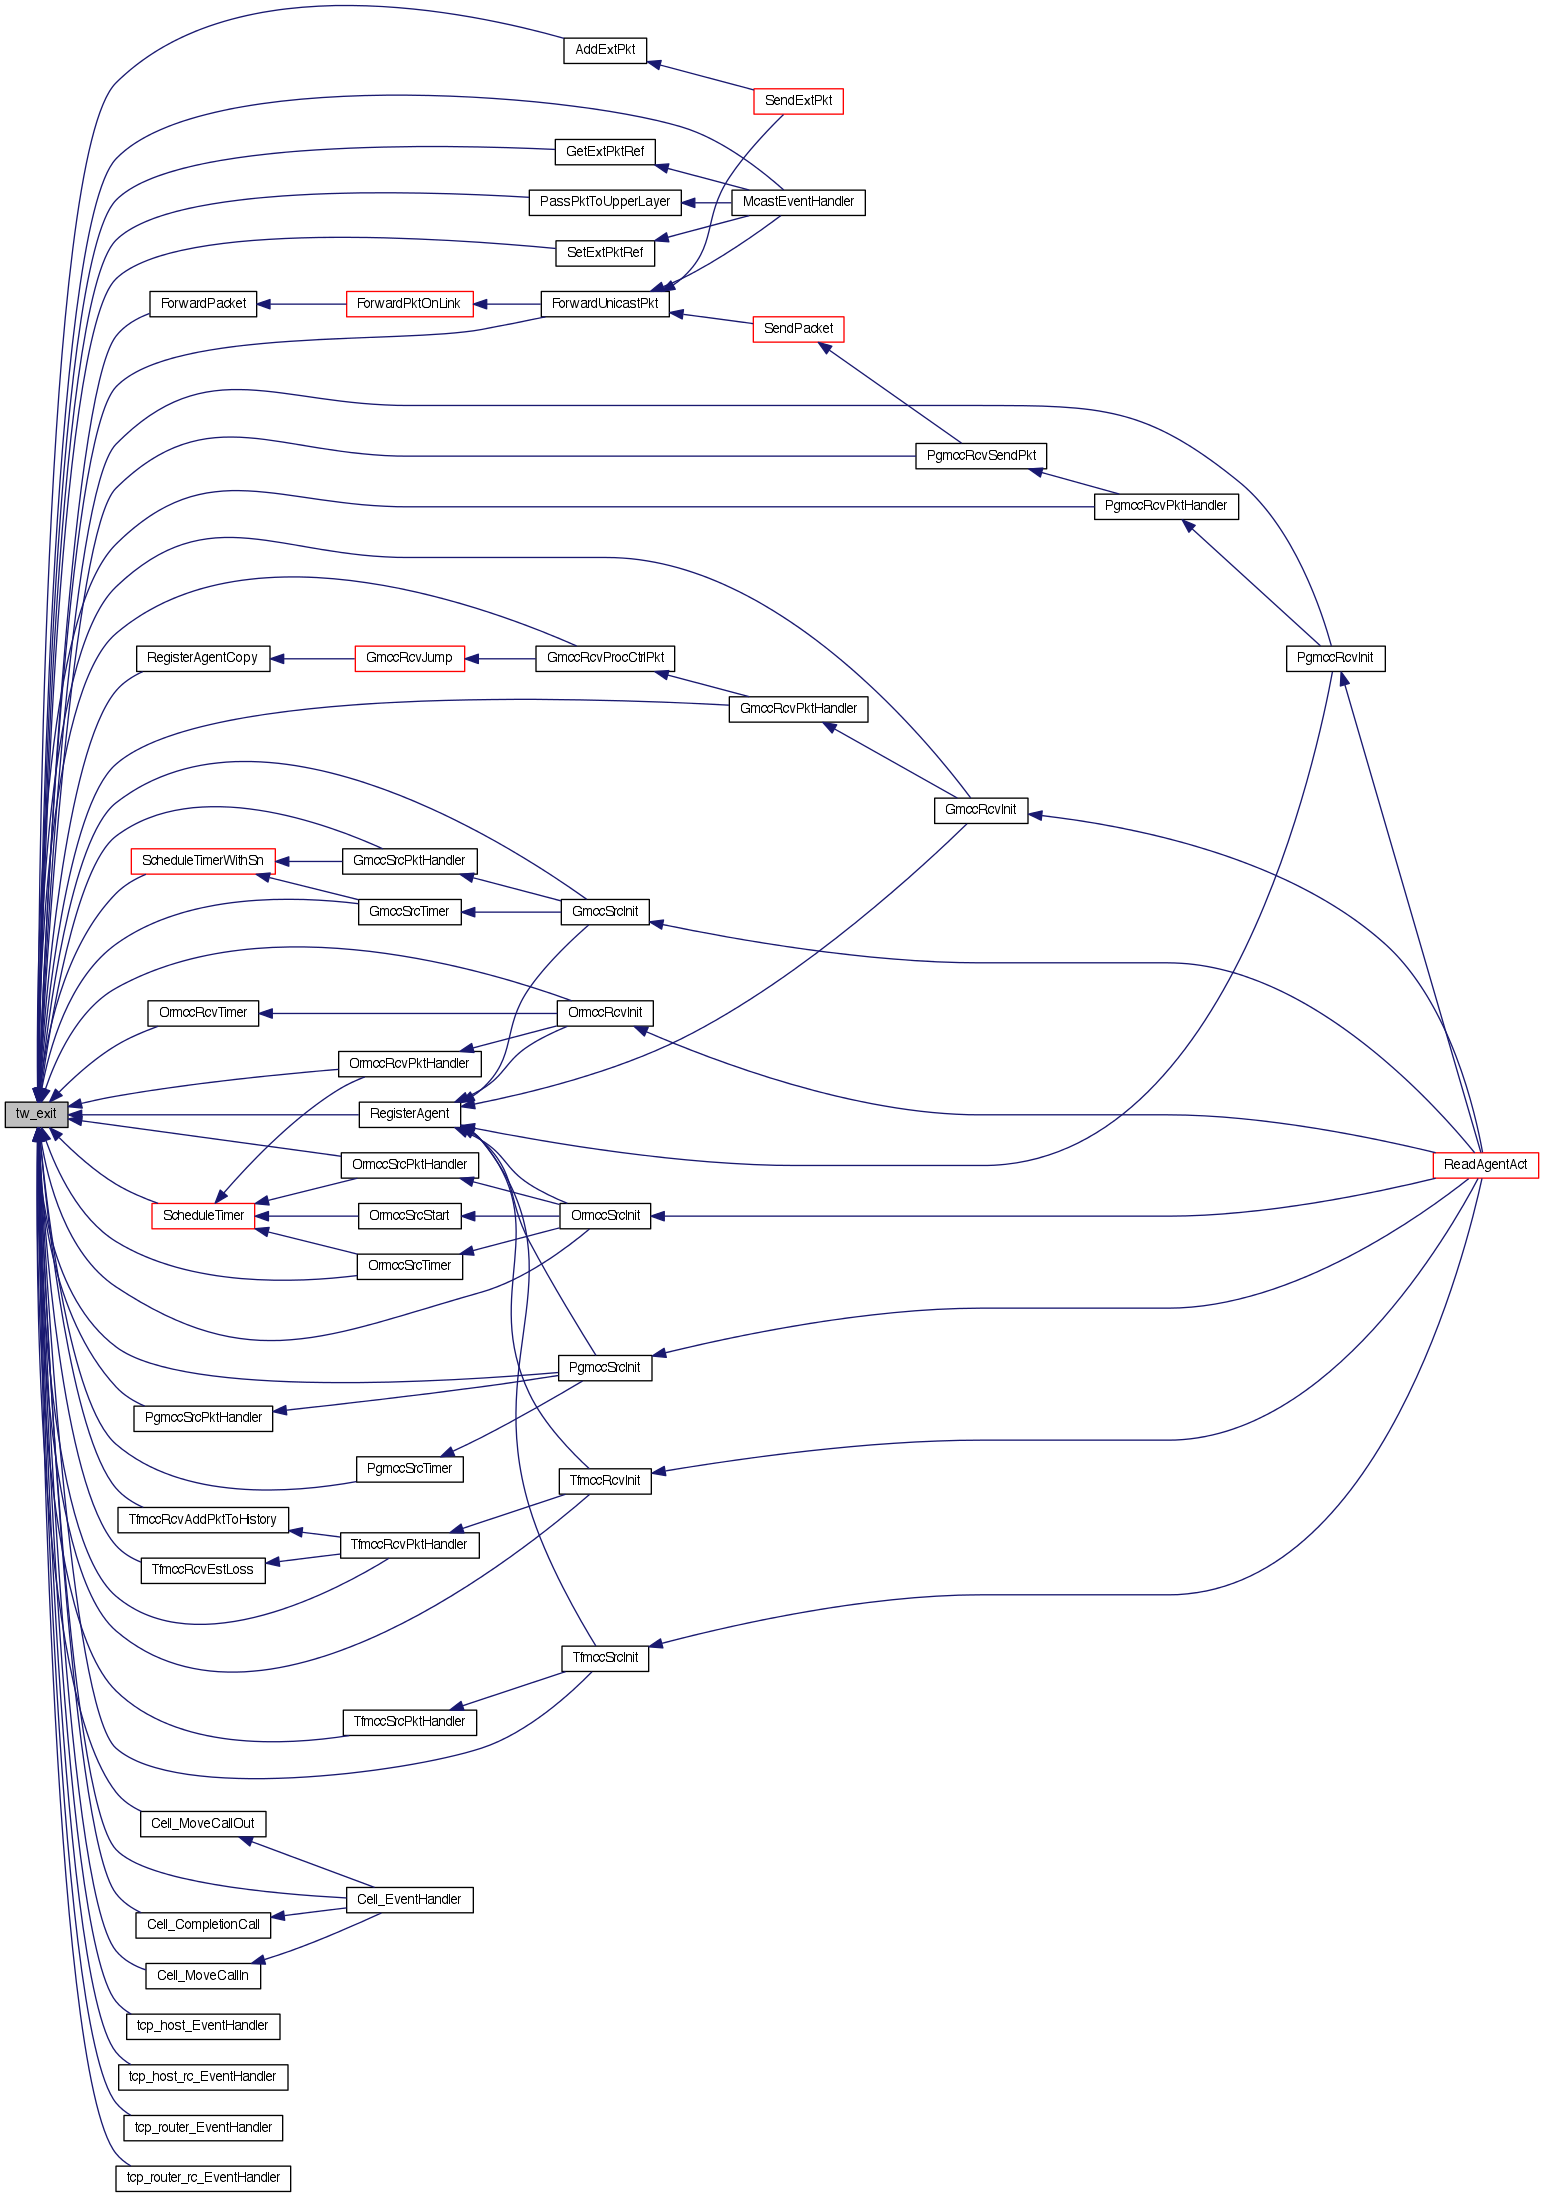 AddExtPkt
SendExtPkt
GetExtPktRef
PassPktToUpperLayer
McastEventHandler
SetExtPktRef
ForwardPacket
ForwardPktOnLink
ForwardUnicastPkt
SendPacket
PgmccRcvSendPkt
PgmccRcvPktHandler
RegisterAgentCopy
GmccRcvJump
GmccRcvProcCtrlPkt
PgmccRcvInit
GmccRcvPktHandler
GmccRcvInit
ScheduleTimerWithSn
GmccSrcPktHandler
GmccSrcTimer
GmccSrcInit
OrmccRcvTimer
OrmccRcvInit
OrmccRcvPktHandler
tw_exit
RegisterAgent
OrmccSrcPktHandler
ReadAgentAct
ScheduleTimer
OrmccSrcStart
OrmccSrcInit
OrmccSrcTimer
PgmccSrcInit
PgmccSrcPktHandler
PgmccSrcTimer
TfmccRcvInit
TfmccRcvAddPktToHistory
TfmccRcvPktHandler
TfmccRcvEstLoss
TfmccSrcInit
TfmccSrcPktHandler
Cell_MoveCallOut
Cell_EventHandler
Cell_CompletionCall
Cell_MoveCallIn
tcp_host_EventHandler
tcp_host_rc_EventHandler
tcp_router_EventHandler
tcp_router_rc_EventHandler